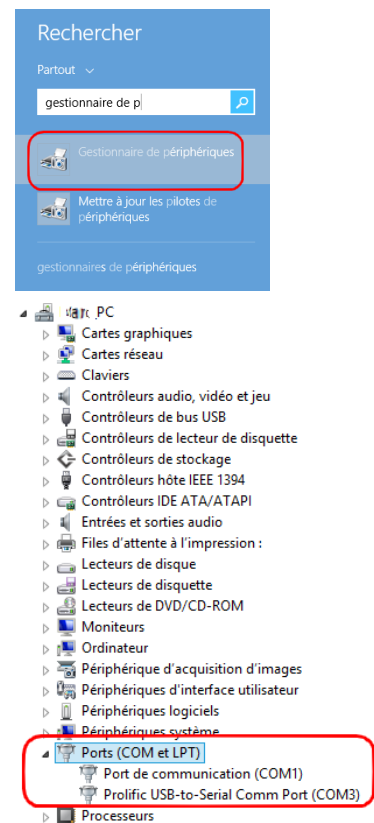 Rechercher
Partout
gestionnaire de p
Gestionnaire de périphériques
Mettre à jour les pilotes de
périphériques
gestionnaires de périphériques
PC
Cartes graphiques
Cartes réseau
Claviers
Contrôleurs audio, vidéo et jeu
Contrôleurs de bus USB
Contrôleurs de lecteur de disquette
Contrôleurs de stockage
Contrôleurs hôte IEEE 1394
Contrôleurs IDE ATA/ATAPI
Entrées et sorties audio
Files d'attente à l'impression :
Lecteurs de disque
Lecteurs de disquette
Lecteurs de DVD/CD-ROM
Moniteurs
Ordinateur
Périphérique d'acquisition d'images
Périphériques d'interface utilisateur
Périphériques logiciels
Périphériques système
Ports (COM et LPT)
Port de communication (COM1)
Prolific USB-to-Serial Comm Port (COM3)
Processeurs